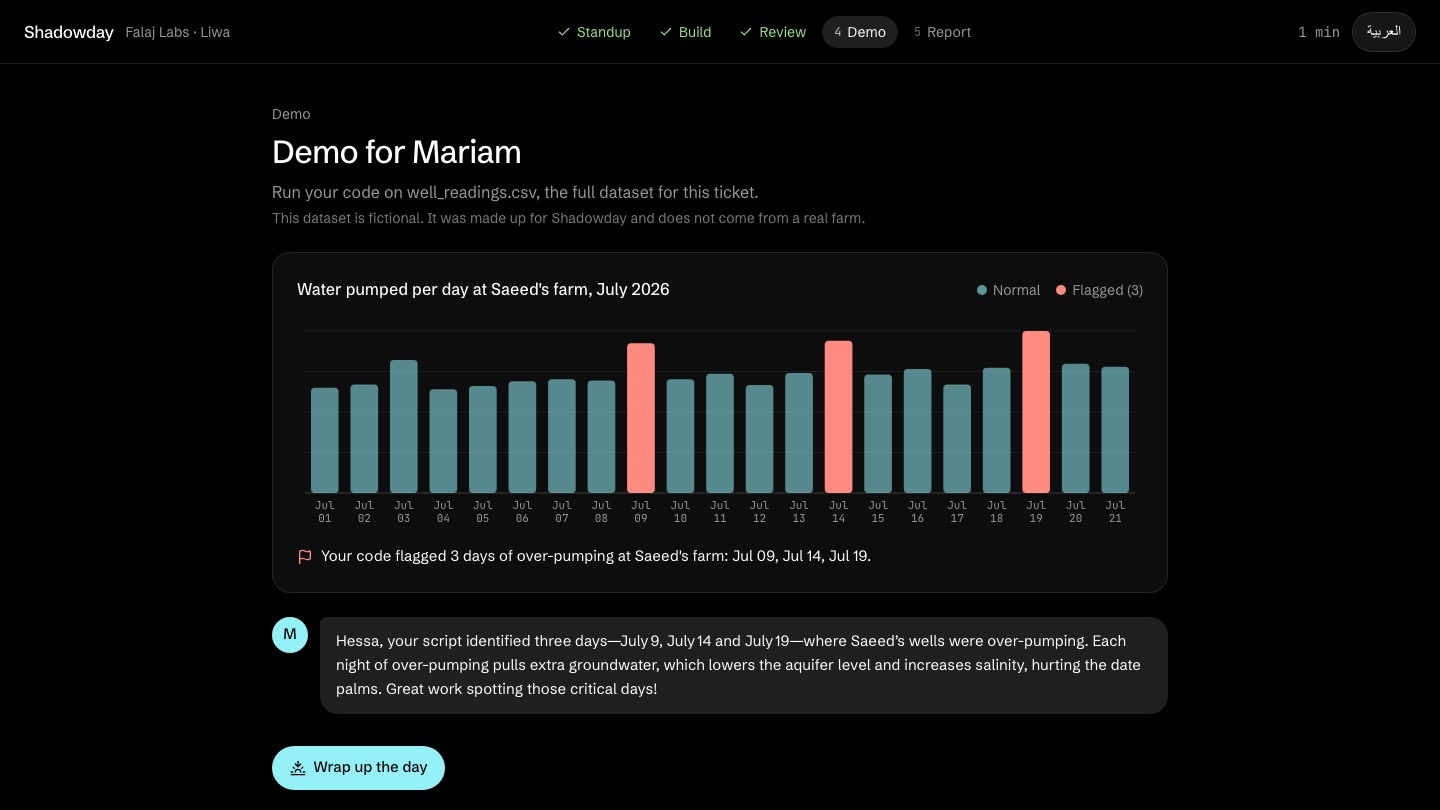 Shadowday Falaj Labs · Liwa
Standup Build Review 4 Demo 5 Report
1 min العربية
Demo
Demo for Mariam
Run your code on well_readings.csv, the full dataset for this ticket.
This dataset is fictional. It was made up for Shadowday and does not come from a real farm.
Water pumped per day at Saeed's farm, July 2026
Normal Flagged (3)
Jul Jul Jul Jul Jul Jul Jul Jul Jul Jul Jul Jul Jul Jul Jul Jul Jul Jul Jul Jul Jul
01 02 03 04 05 06 07 08 09 10 11 12 13 14 15 16 17 18 19 20 21
Your code flagged 3 days of over-pumping at Saeed's farm: Jul 09, Jul 14, Jul 19.
M
Hessa, your script identified three days—July 9, July 14 and July 19—where Saeed’s wells were over-pumping. Each
night of over-pumping pulls extra groundwater, which lowers the aquifer level and increases salinity, hurting the date
palms. Great work spotting those critical days!
Wrap up the day